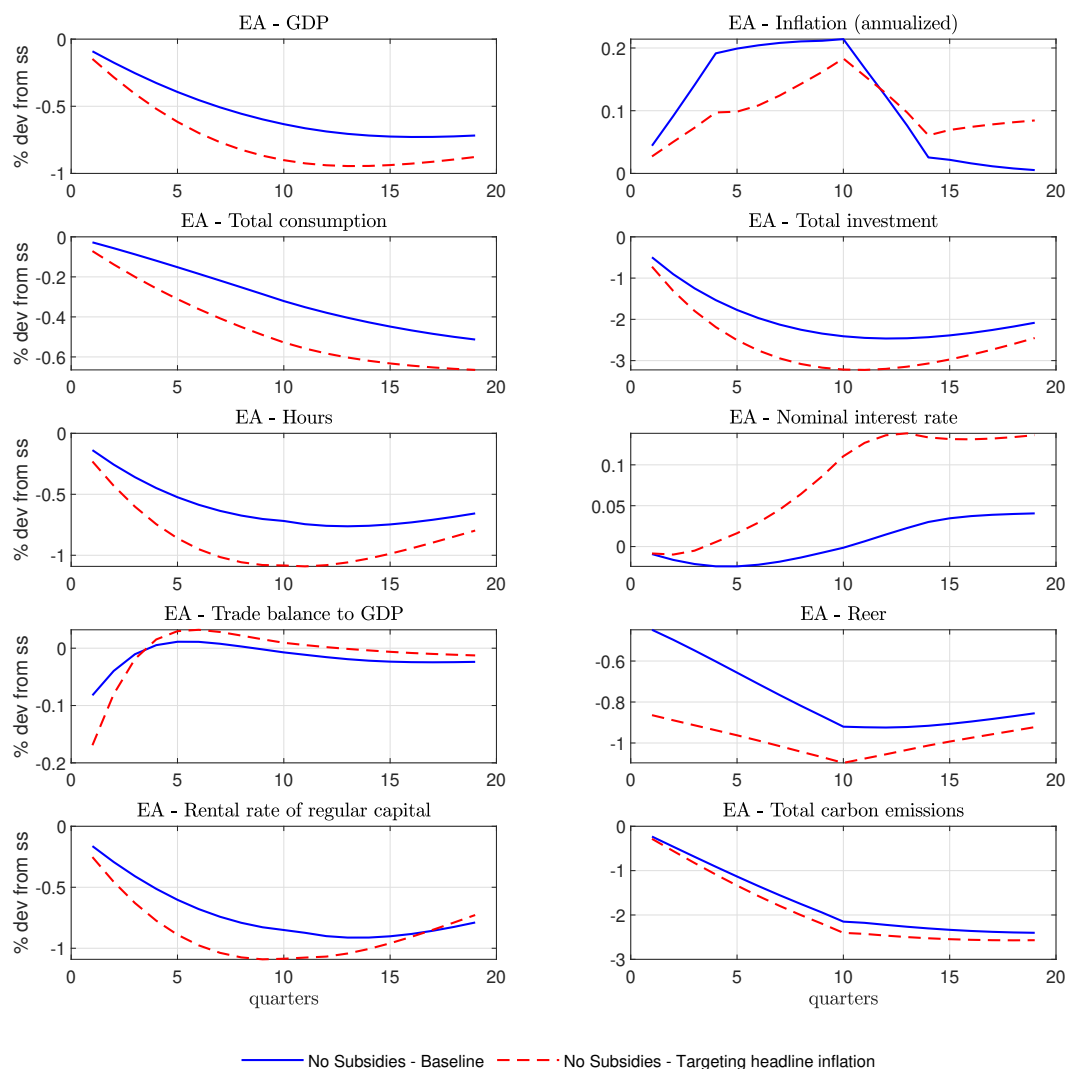 EA - GDP
% dev from ss
0
-0.5
-1
0 5 10 15 20
EA - Inflation (annualized)
0.2
0.1
0
0 5 10 15 20
EA - Total consumption
% dev from ss
0
-0.2
-0.4
-0.6
0 5 10 15 20
EA - Total investment
0
-1
-2
-3
0 5 10 15 20
EA - Hours
% dev from ss
0
-0.5
-1
0 5 10 15 20
EA - Nominal interest rate
0.1
0.05
0
0 5 10 15 20
EA - Trade balance to GDP
% dev from ss
0
-0.1
-0.2
0 5 10 15 20
EA - Reer
-0.6
-0.8
-1
0 5 10 15 20
EA - Rental rate of regular capital
% dev from ss
0
-0.5
-1
0 5 10 15 20
quarters
EA - Total carbon emissions
0
-1
-2
-3
0 5 10 15 20
quarters
No Subsidies - Baseline
No Subsidies - Targeting headline inflation